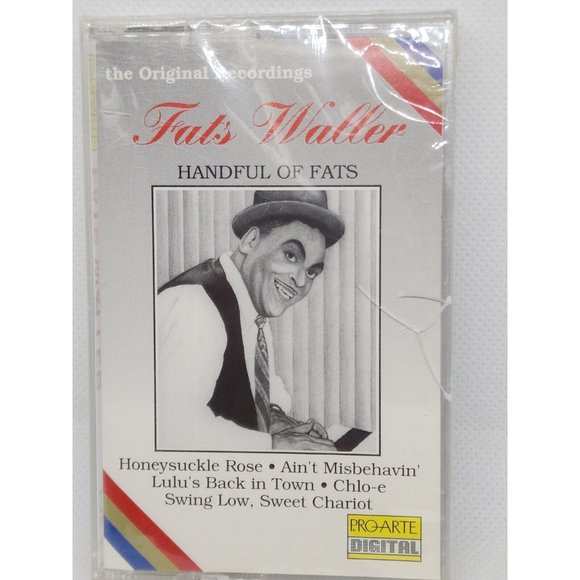 the Original Recordings
Fats Waller
HANDFUL OF FATS
Honeysuckle Rose • Ain't Misbehavin'
Lulu's Back in Town • Chlo-e
Swing Low, Sweet Chariot
PRO ARTE
DIGITAL